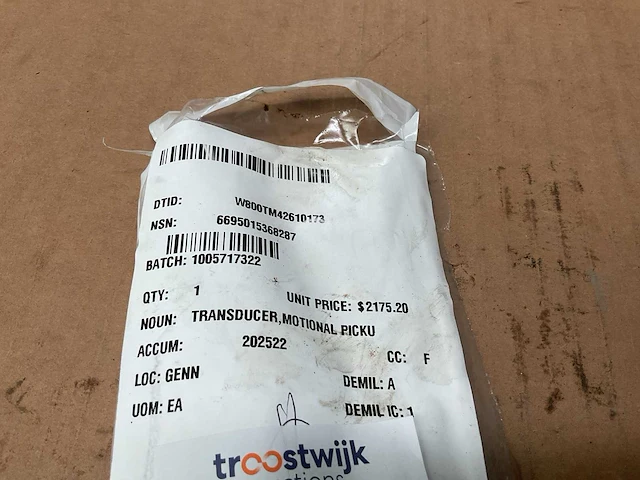 DTID: W800TM42610173
NSN: 6695015368287
BATCH: 1005717322
QTY: 1 UNIT PRICE: $2175.20
NOUN: TRANSDUCER,MOTIONAL PICKU
ACCUM: 202522 CC: F
LOC: GENN DEMIL: A
UOM: EA DEMIL IC: 1
troostwijk